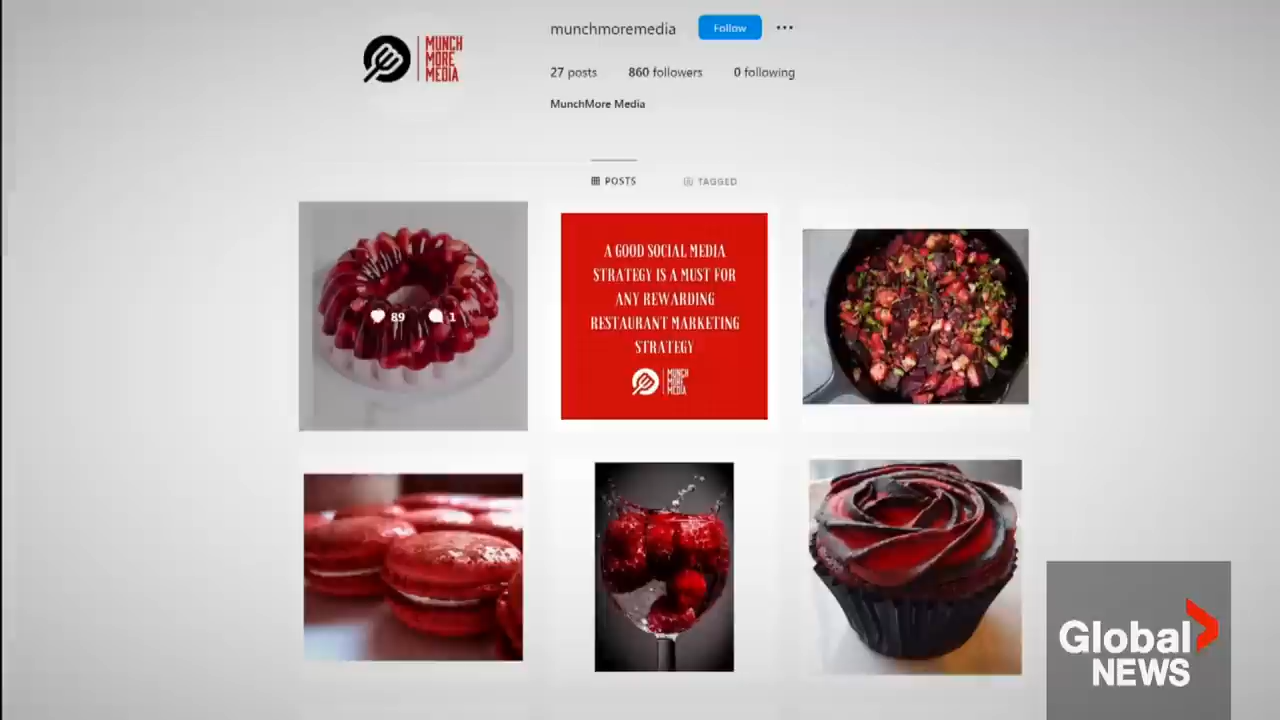 MUNCH
MORE
MEDIA
munchmoremedia
Follow
27 posts
860 followers
0 following
MunchMore Media
POSTS
TAGGED
89
1
A GOOD SOCIAL MEDIA
STRATEGY IS A MUST FOR
ANY REWARDING
RESTAURANT MARKETING
STRATEGY
MUNCH
MORE
MEDIA
Global
NEWS